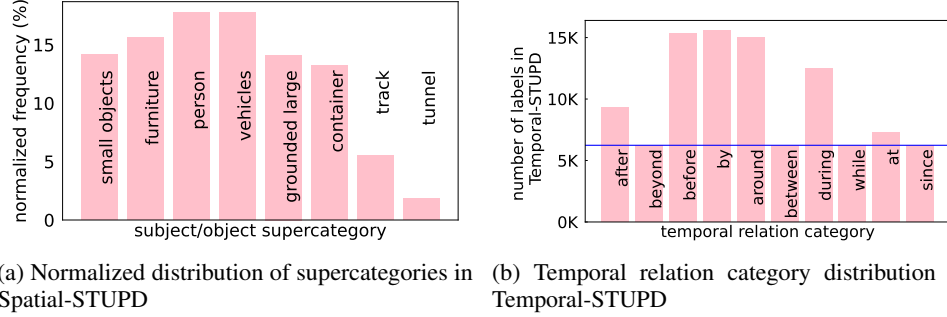 normalized frequency (%)
15
10
5
0
small objects
furniture
person
vehicles
grounded large
container
track
tunnel
subject/object supercategory
(a) Normalized distribution of supercategories in
Spatial-STUPD
number of labels in
Temporal-STUPD
15K
10K
5K
0K
after
beyond
before
by
around
between
during
while
at
since
temporal relation category
(b) Temporal relation category distribution
Temporal-STUPD